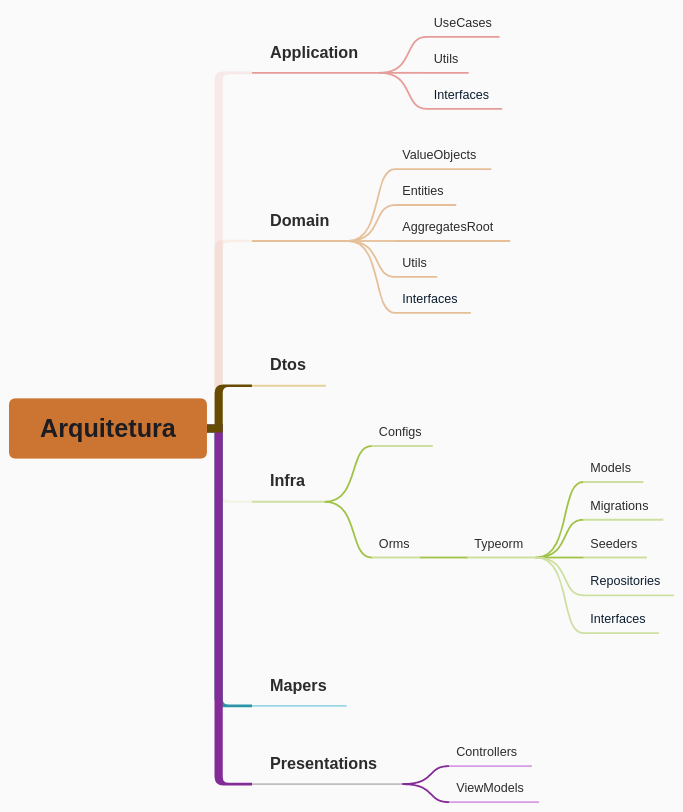 Arquitetura
Application
UseCases
Utils
Interfaces
Domain
ValueObjects
Entities
AggregatesRoot
Utils
Interfaces
Dtos
Infra
Configs
Orms
Typeorm
Models
Migrations
Seeders
Repositories
Interfaces
Mapers
Presentations
Controllers
ViewModels